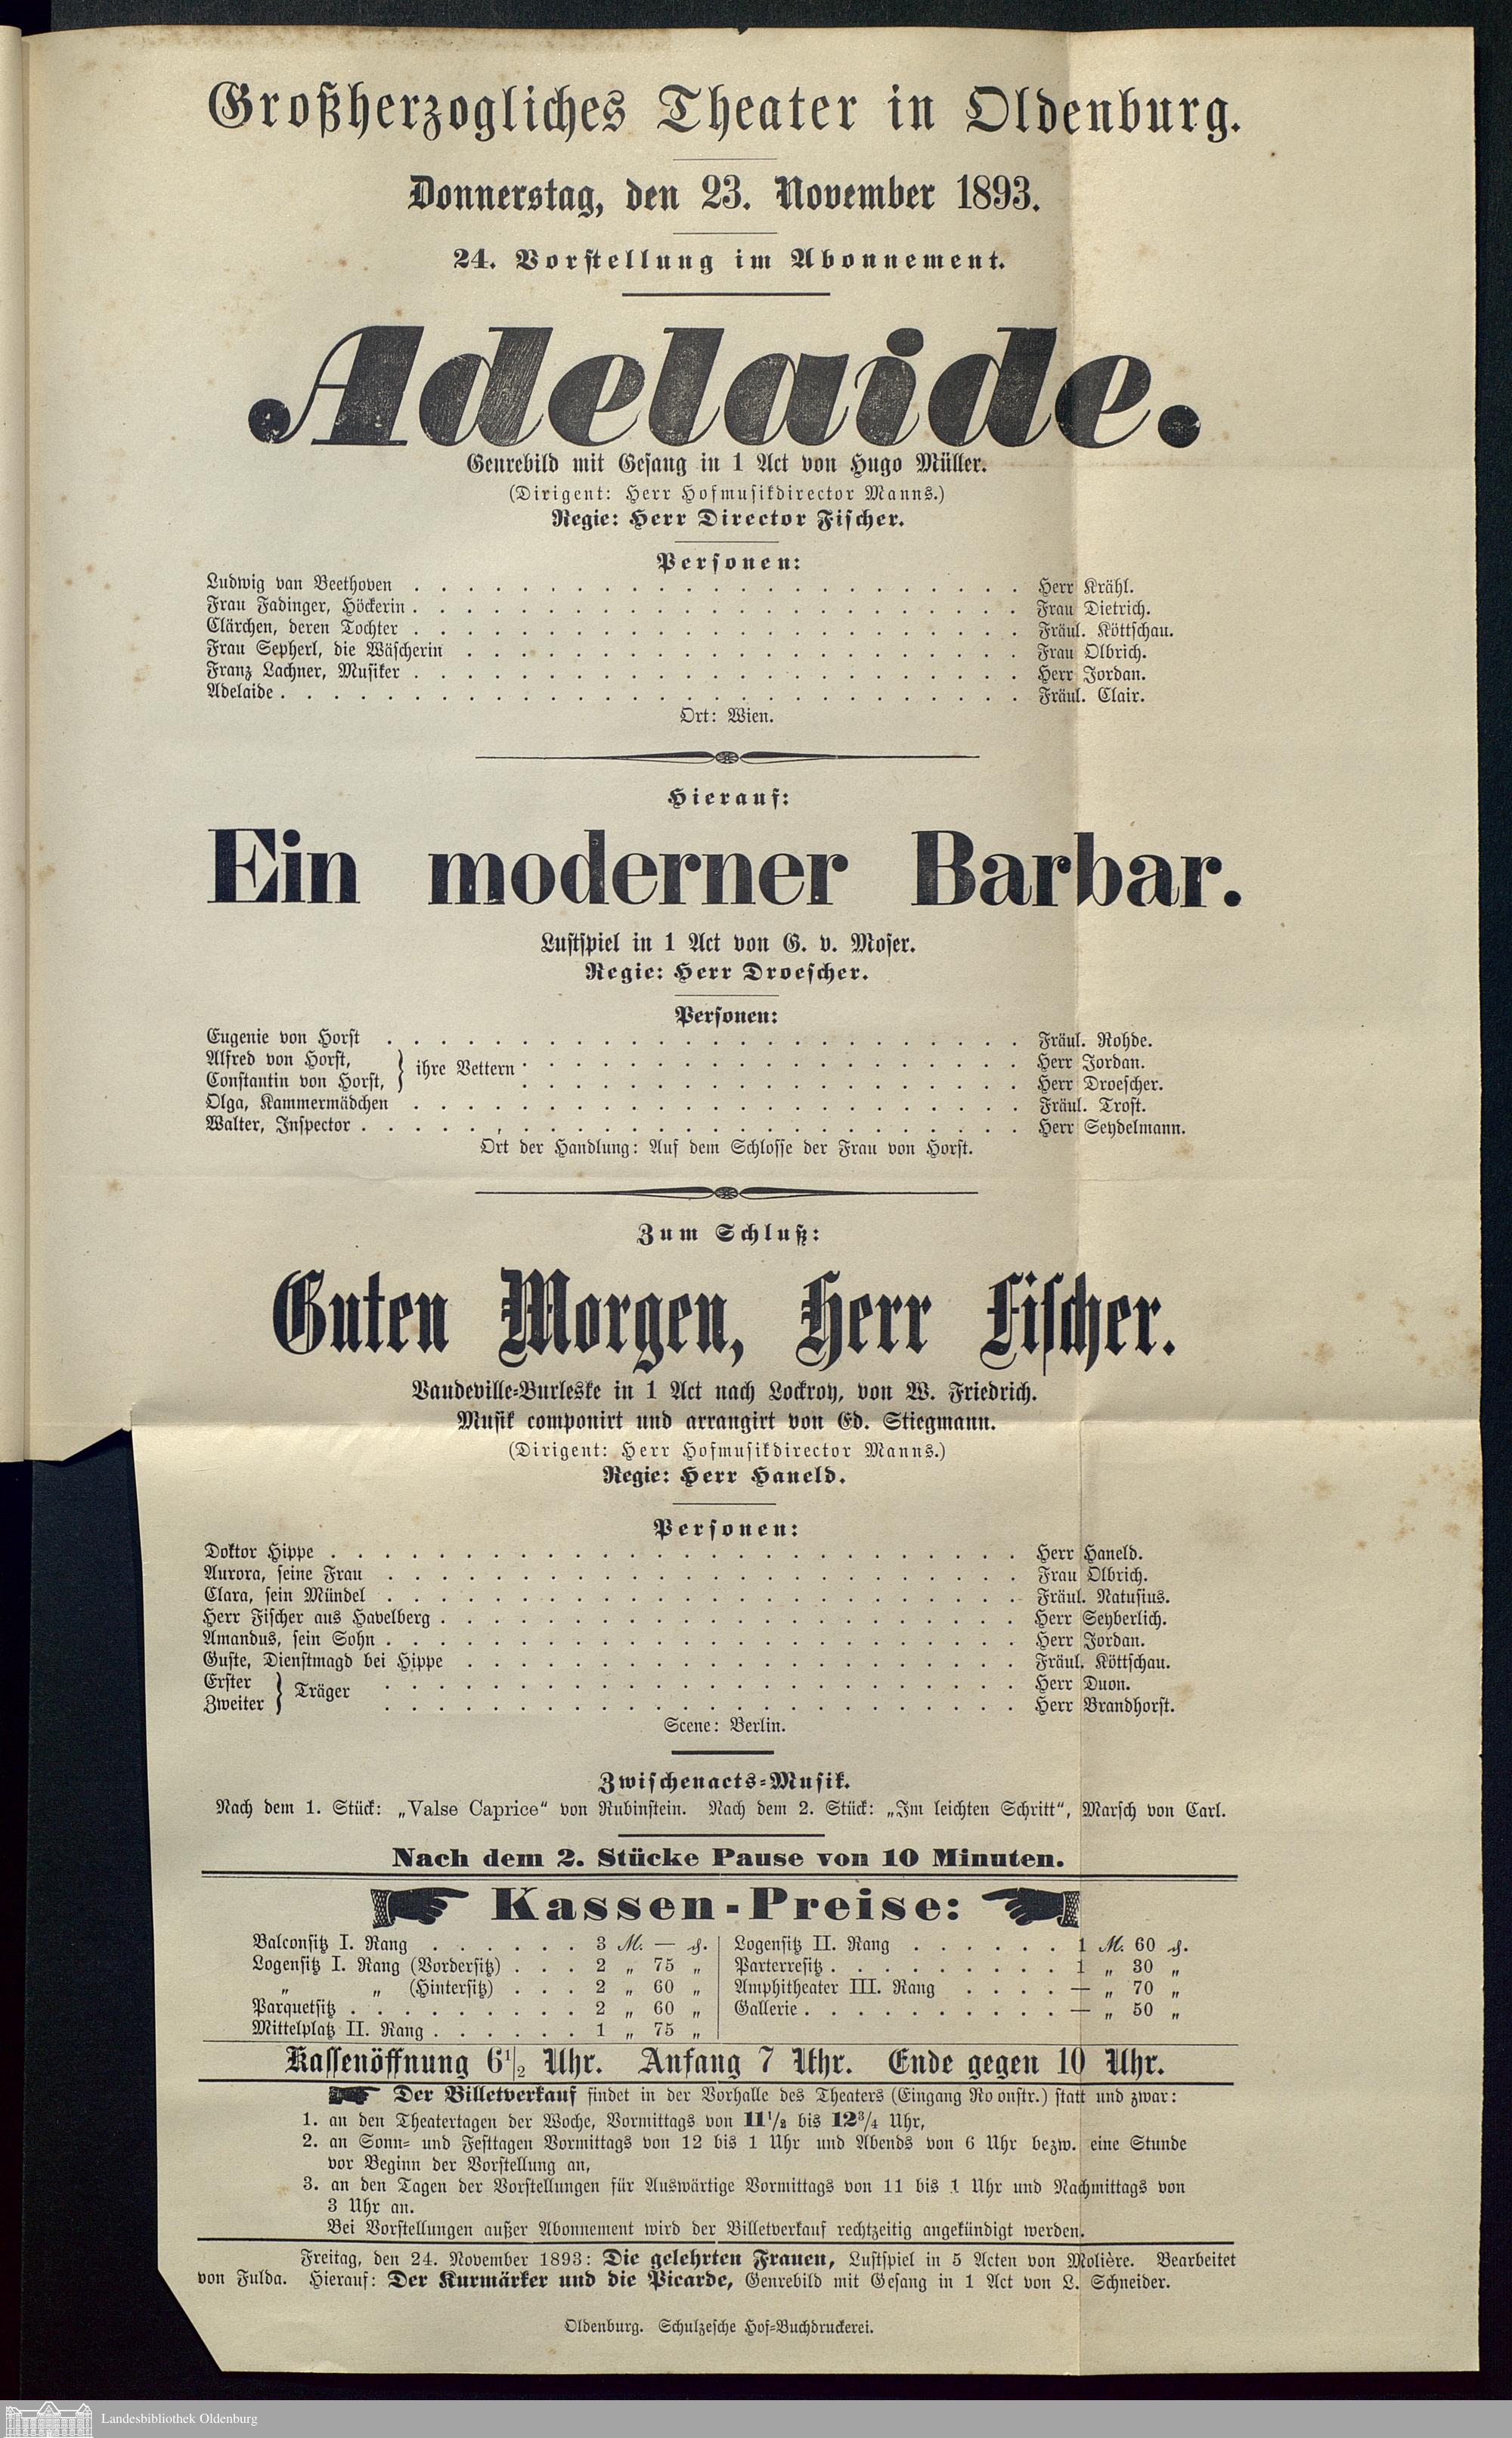 Großherzogliches Theater in Oldenburg.
Donnerstag, den 23. November 1893.
24. Vorstellung im Abonnement.
Adelaide.
Genrebild mit Gesang in 1 Act von Hugo Müller.
(Dirigent: Herr Hofmusikdirector Manns.)
Regie: Herr Director Fischer.
Personen:
Ludwig van Beethoven . . . . . . . . . . Herr Krähl.
Frau Fadinger, Höckerin . . . . . . . . . . Frau Dietrich.
Clärchen, deren Tochter . . . . . . . . . . Fräul. Köttschau.
Frau Sepherl, die Wäscherin . . . . . . . . . . Frau Olbrich.
Franz Lachner, Musiker . . . . . . . . . . Herr Jordan.
Adelaide . . . . . . . . . . Fräul. Clair.
Ort: Wien.
Hierauf:
Ein moderner Barbar.
Lustspiel in 1 Act von G. v. Moser.
Regie: Herr Droescher.
Personen:
Eugenie von Horst . . . . . . . . . . Fräul. Rohde.
Alfred von Horst, } ihre Vettern . . . . . . . . . . Herr Jordan.
Constantin von Horst, . . . . . . . . . . Herr Droescher.
Olga, Kammermädchen . . . . . . . . . . Fräul. Trost.
Walter, Inspector . . . . . . . . . . Herr Seydelmann.
Ort der Handlung: Auf dem Schlosse der Frau von Horst.
Zum Schluß:
Guten Morgen, Herr Fischer.
Vaudeville-Burleske in 1 Act nach Lockroy, von W. Friedrich.
Musik componirt und arrangirt von Ed. Stiegmann.
(Dirigent: Herr Hofmusikdirector Manns.)
Regie: Herr Haneld.
Personen:
Doktor Hippe . . . . . . . . . . Herr Haneld.
Aurora, seine Frau . . . . . . . . . . Frau Olbrich.
Clara, sein Mündel . . . . . . . . . . Fräul. Natusius.
Herr Fischer aus Havelberg . . . . . . . . . . Herr Seyberlich.
Amandus, sein Sohn . . . . . . . . . . Herr Jordan.
Guste, Dienstmagd bei Hippe . . . . . . . . . . Fräul. Köttschau.
Erster } Träger . . . . . . . . . . Herr Duon.
Zweiter . . . . . . . . . . Herr Brandhorst.
Scene: Berlin.
Zwischenacts-Musik.
Nach dem 1. Stück: „Valse Caprice“ von Rubinstein. Nach dem 2. Stück: „Im leichten Schritt“, Marsch von Carl.
Nach dem 2. Stücke Pause von 10 Minuten.
Kassen-Preise:
Balconsitz I. Rang . . . . . . 3 M. — ₰.
Logensitz I. Rang (Vordersitz) . . . 2 „ 75 „
„ „ (Hintersitz) . . . 2 „ 60 „
Parquetsitz . . . . . . . . . 2 „ 60 „
Mittelplatz II. Rang . . . . . . 1 „ 75 „
Logensitz II. Rang . . . . . . 1 M. 60 ₰.
Parterresitz . . . . . . . . . 1 „ 30 „
Amphitheater III. Rang . . . . — „ 70 „
Gallerie . . . . . . . . . . — „ 50 „
Kassenöffnung 6½ Uhr. Anfang 7 Uhr. Ende gegen 10 Uhr.
Der Billetverkauf findet in der Vorhalle des Theaters (Eingang Ro onstr.) statt und zwar:
1. an den Theatertagen der Woche, Vormittags von 11½ bis 12¾ Uhr,
2. an Sonn- und Festtagen Vormittags von 12 bis 1 Uhr und Abends von 6 Uhr bezw. eine Stunde
vor Beginn der Vorstellung an,
3. an den Tagen der Vorstellungen für Auswärtige Vormittags von 11 bis 1 Uhr und Nachmittags von
3 Uhr an.
Bei Vorstellungen außer Abonnement wird der Billetverkauf rechtzeitig angekündigt werden.
Freitag, den 24. November 1893: Die gelehrten Frauen, Lustspiel in 5 Acten von Molière. Bearbeitet
von Fulda. Hierauf: Der Kurmärker und die Picarde, Genrebild mit Gesang in 1 Act von L. Schneider.
Oldenburg. Schulzesche Hof-Buchdruckerei.
Landesbibliothek Oldenburg